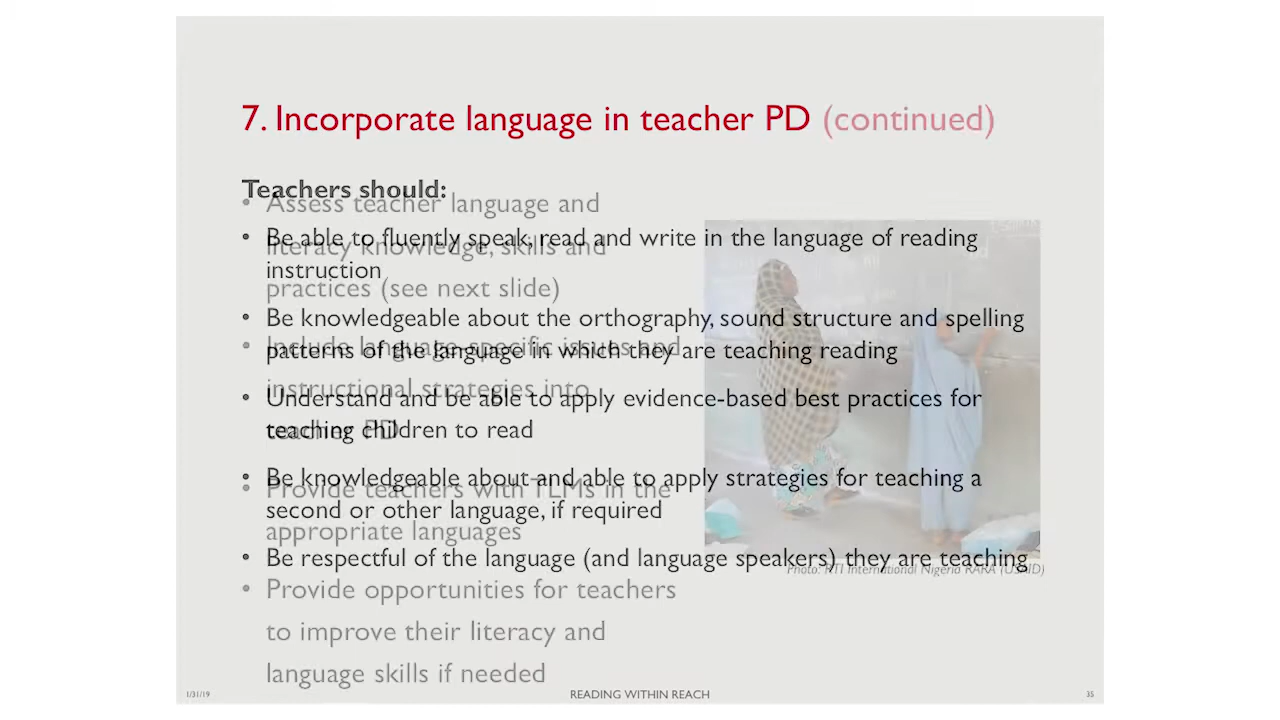 7. Incorporate language in teacher PD (continued)
Teachers should:
• Be able to fluently speak, read and write in the language of reading
instruction
• Be knowledgeable about the orthography, sound structure and spelling
patterns of the language in which they are teaching reading
• Understand and be able to apply evidence-based best practices for
teaching children to read
• Be knowledgeable about and able to apply strategies for teaching a
second or other language, if required
• Be respectful of the language (and language speakers) they are teaching
• Assess teacher language and
literacy knowledge, skills and
practices (see next slide)
• Include language-specific issues and
instructional strategies into
teacher PD
• Provide teachers with TLMs in the
appropriate languages
• Provide opportunities for teachers
to improve their literacy and
language skills if needed
Photo: RTI International Nigeria RARA (USAID)
1/31/19
READING WITHIN REACH
35